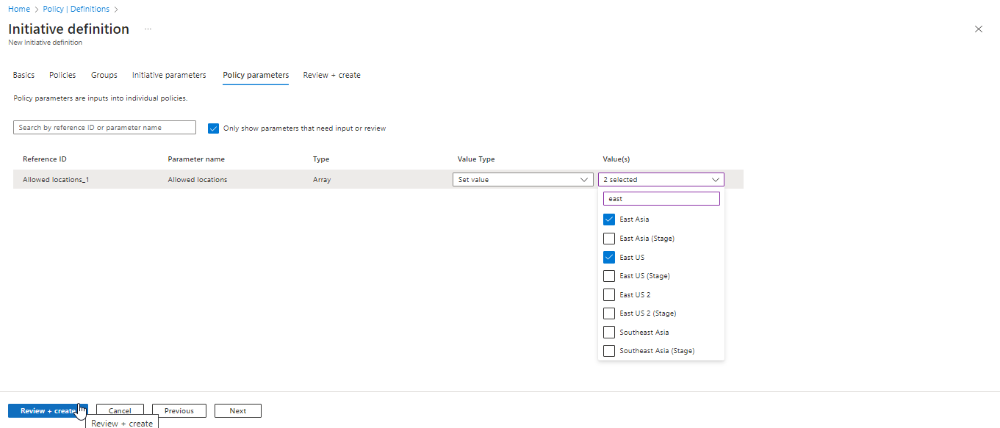 Home > Policy | Definitions >
Initiative definition ...
New Initiative definition
Basics Policies Groups Initiative parameters Policy parameters Review + create
Policy parameters are inputs into individual policies.
Search by reference ID or parameter name Only show parameters that need input or review
Reference ID Parameter name Type Value Type Value(s)
Allowed locations_1 Allowed locations Array Set value 2 selected
east
East Asia
East Asia (Stage)
East US
East US (Stage)
East US 2
East US 2 (Stage)
Southeast Asia
Southeast Asia (Stage)
Review + create Cancel Previous Next
Review + create